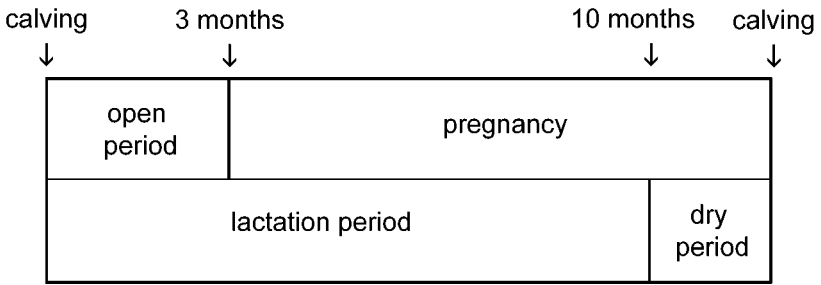 calving 3 months 10 months calving
open
period
pregnancy
lactation period
dry
period